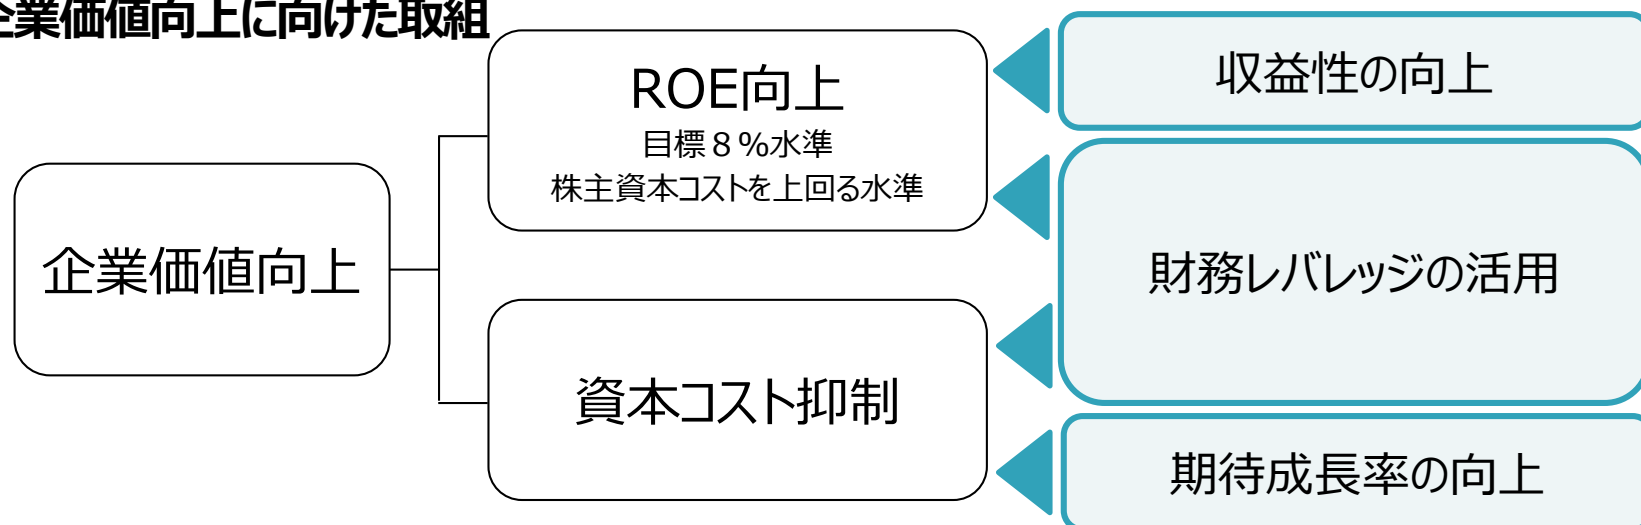 企業価値向上に向けた取組
企業価値向上
ROE向上
目標８％水準
株主資本コストを上回る水準
資本コスト抑制
収益性の向上
財務レバレッジの活用
期待成長率の向上